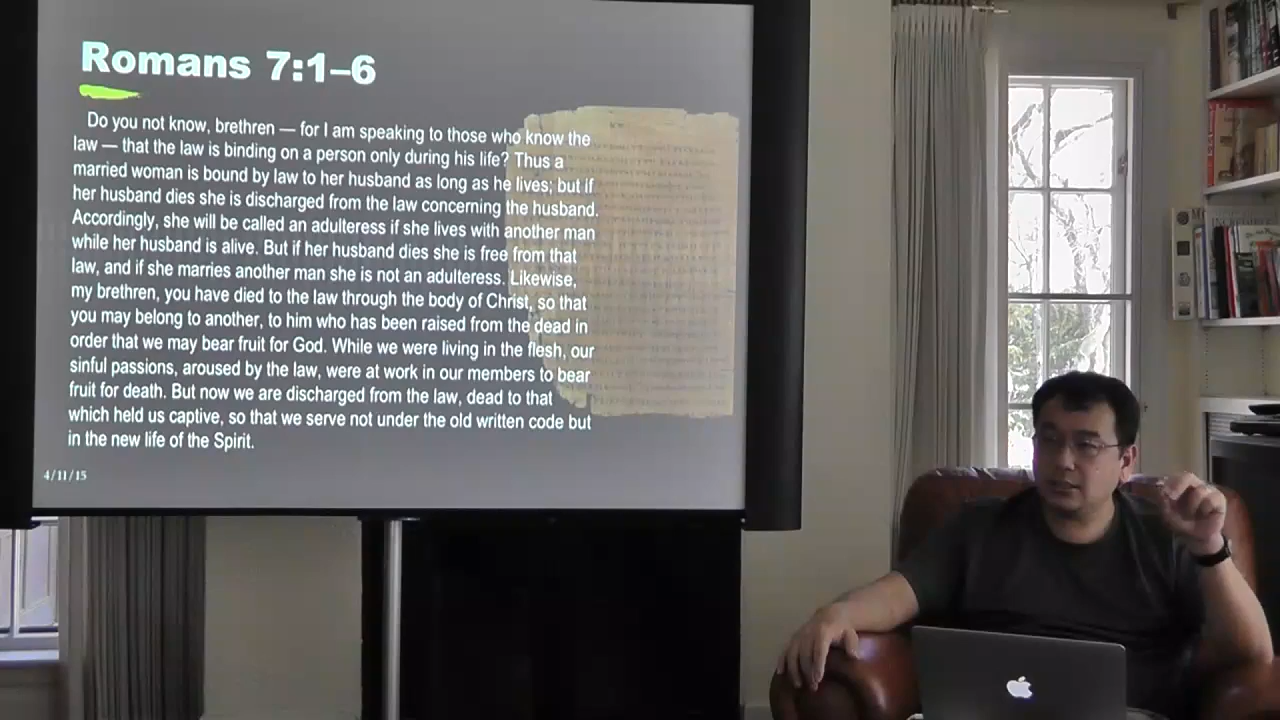 Romans 7:1–6
Do you not know, brethren — for I am speaking to those who know the
law — that the law is binding on a person only during his life? Thus a
married woman is bound by law to her husband as long as he lives; but if
her husband dies she is discharged from the law concerning the husband.
Accordingly, she will be called an adulteress if she lives with another man
while her husband is alive. But if her husband dies she is free from that
law, and if she marries another man she is not an adulteress. Likewise,
my brethren, you have died to the law through the body of Christ, so that
you may belong to another, to him who has been raised from the dead in
order that we may bear fruit for God. While we were living in the flesh, our
sinful passions, aroused by the law, were at work in our members to bear
fruit for death. But now we are discharged from the law, dead to that
which held us captive, so that we serve not under the old written code but
in the new life of the Spirit.
4/11/15